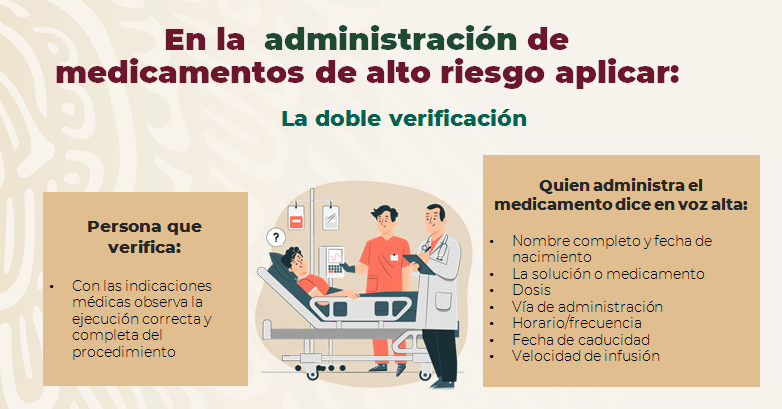 En la administración de
medicamentos de alto riesgo aplicar:
La doble verificación
Persona que
verifica:
• Con las indicaciones
médicas observa la
ejecución correcta y
completa del
procedimiento
?
Quien administra el
medicamento dice en voz alta:
• Nombre completo y fecha de
nacimiento
• La solución o medicamento
• Dosis
• Vía de administración
• Horario/frecuencia
• Fecha de caducidad
• Velocidad de infusión